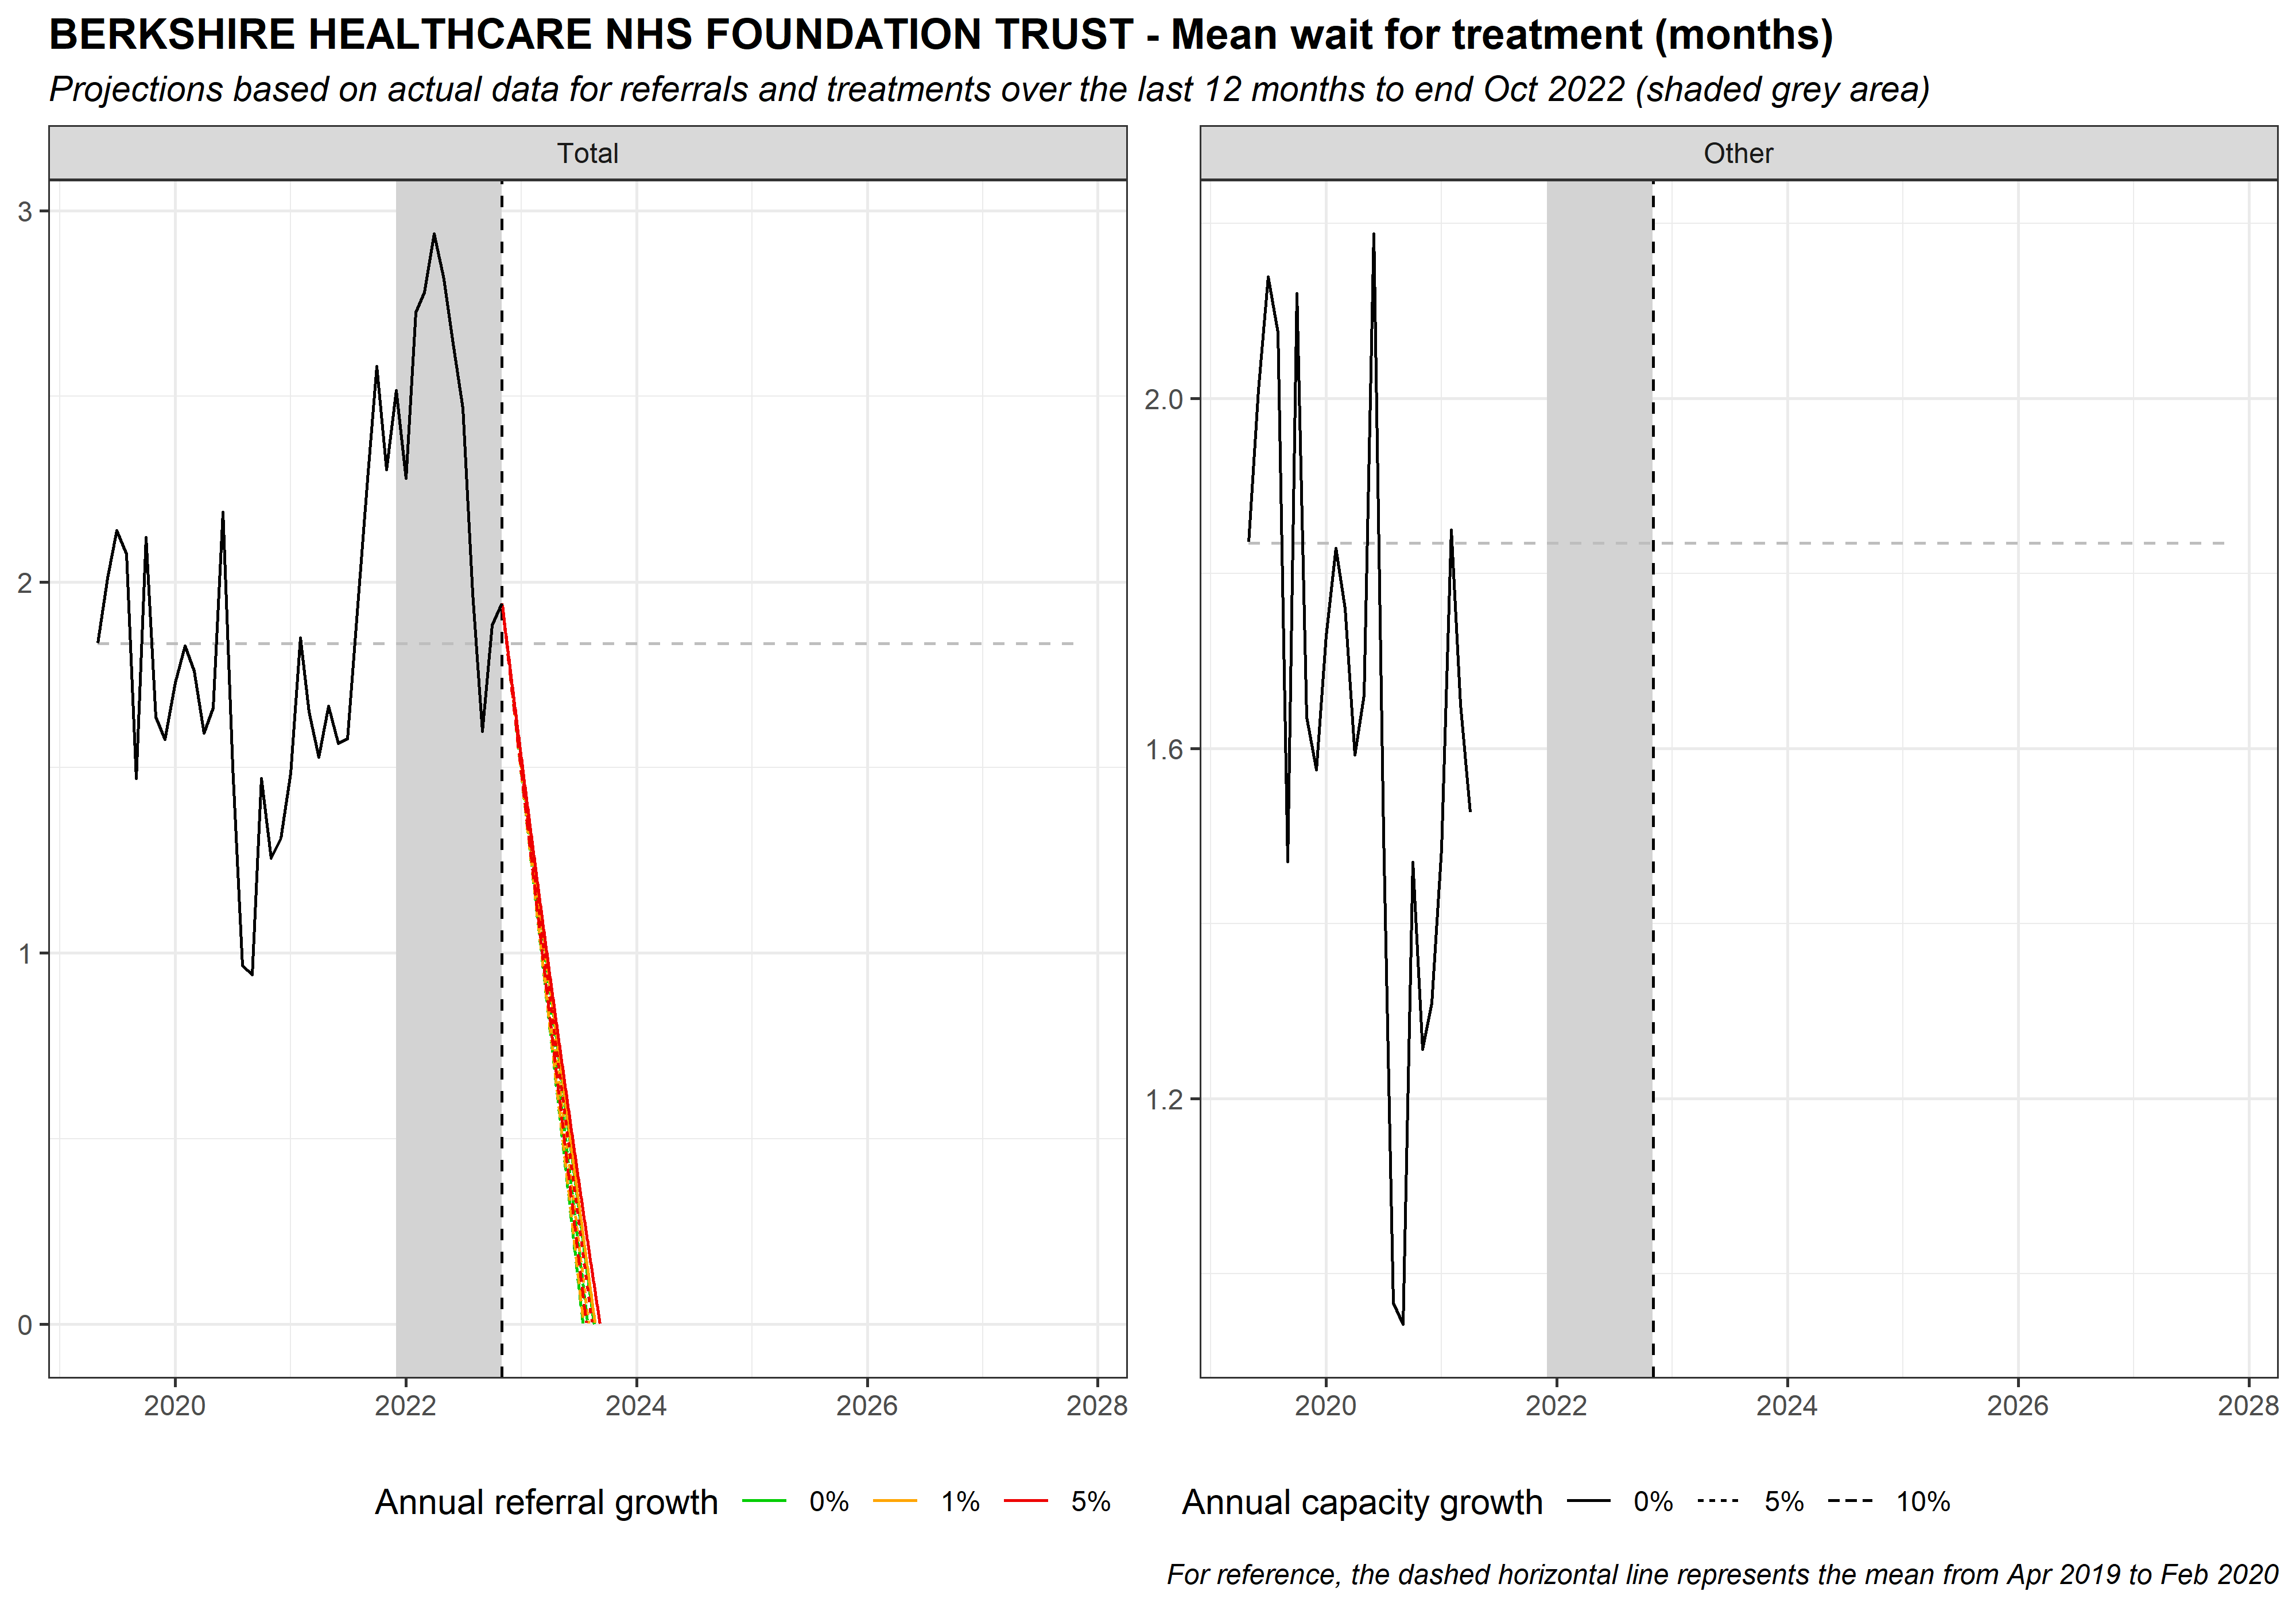 BERKSHIRE HEALTHCARE NHS FOUNDATION TRUST - Mean wait for treatment (months)
Projections based on actual data for referrals and treatments over the last 12 months to end Oct 2022 (shaded grey area)
Total
3
2
1
0
2020 2022 2024 2026 2028
Other
2.0
1.6
1.2
2020 2022 2024 2026 2028
Annual referral growth 0% 1% 5%
Annual capacity growth 0% 5% 10%
For reference, the dashed horizontal line represents the mean from Apr 2019 to Feb 2020